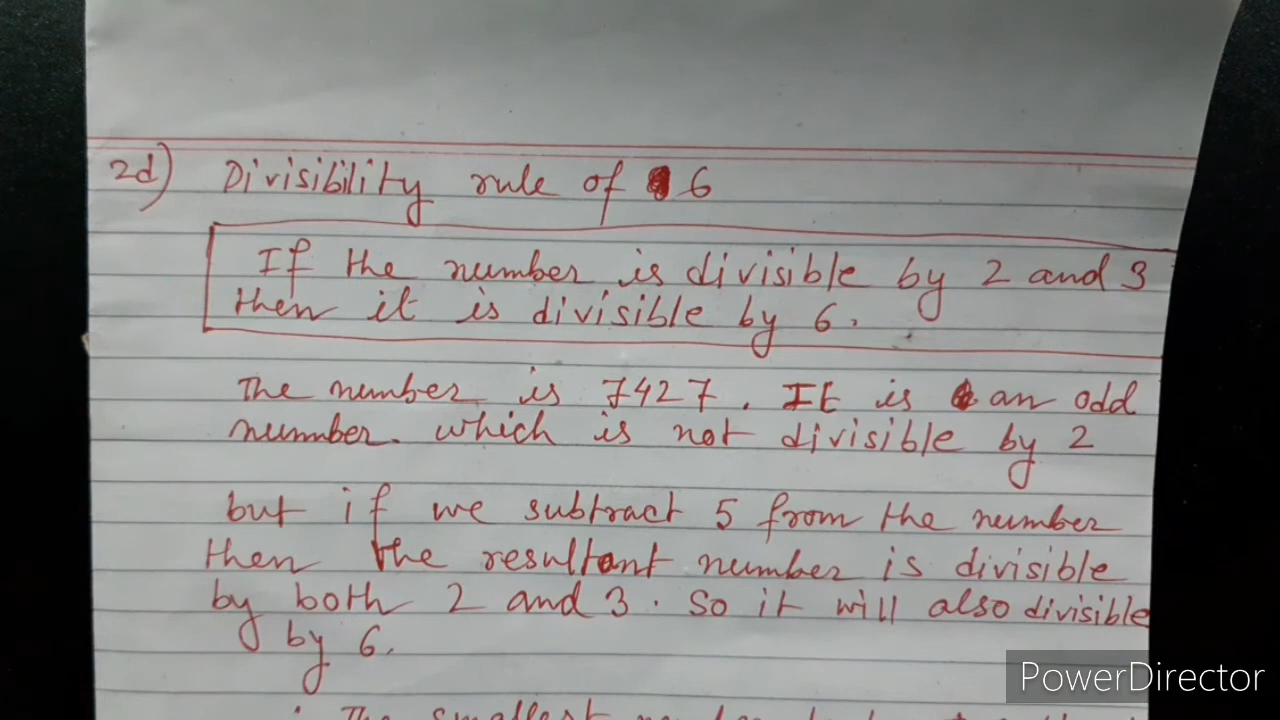 2d) Divisibility rule of 6
If the number is divisible by 2 and 3
then it is divisible by 6.
The number is 7427. It is an odd
number. which is not divisible by 2
but if we subtract 5 from the number
then the resultant number is divisible
by both 2 and 3. So it will also divisible
by 6.
The smallest
PowerDirector